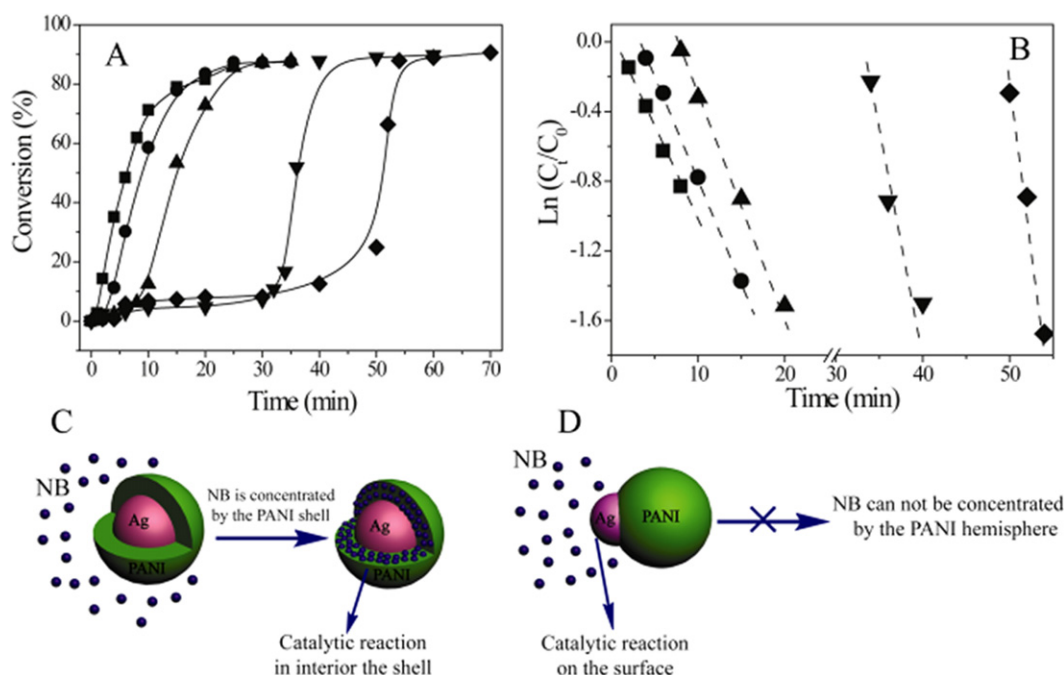 A
Conversion (%)
100
80
60
40
20
0
0 10 20 30 40 50 60 70
Time (min)
B
Ln (Cₜ/C₀)
0.0
-0.4
-0.8
-1.2
-1.6
0 10 20 30 40 50
Time (min)
C
NB
Ag
PANI
NB is concentrated
by the PANI shell
Ag
PANI
Catalytic reaction
in interior the shell
D
NB
Ag
PANI
NB can not be concentrated
by the PANI hemisphere
Catalytic reaction
on the surface